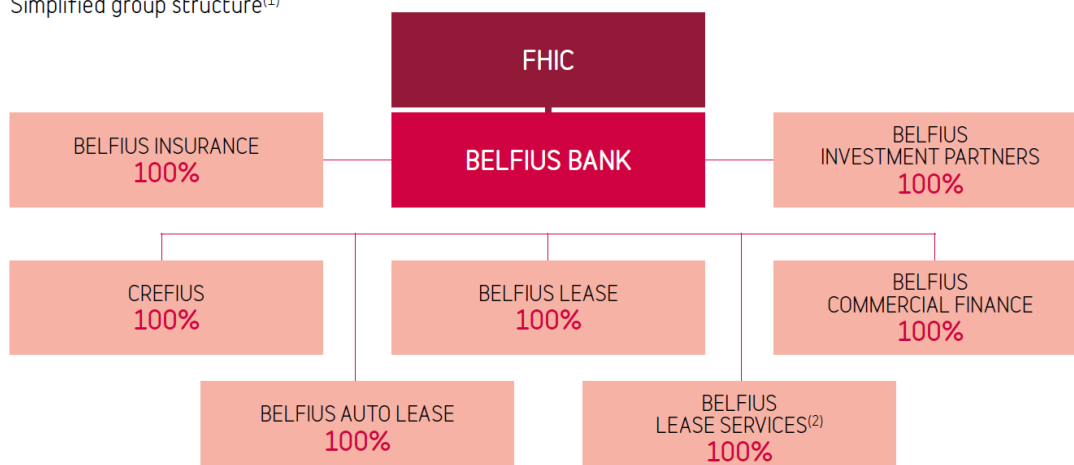 Simplified group structure(1)
FHIC
BELFIUS INSURANCE
100%
BELFIUS BANK
BELFIUS
INVESTMENT PARTNERS
100%
CREFIUS
100%
BELFIUS LEASE
100%
BELFIUS
COMMERCIAL FINANCE
100%
BELFIUS AUTO LEASE
100%
BELFIUS
LEASE SERVICES(2)
100%